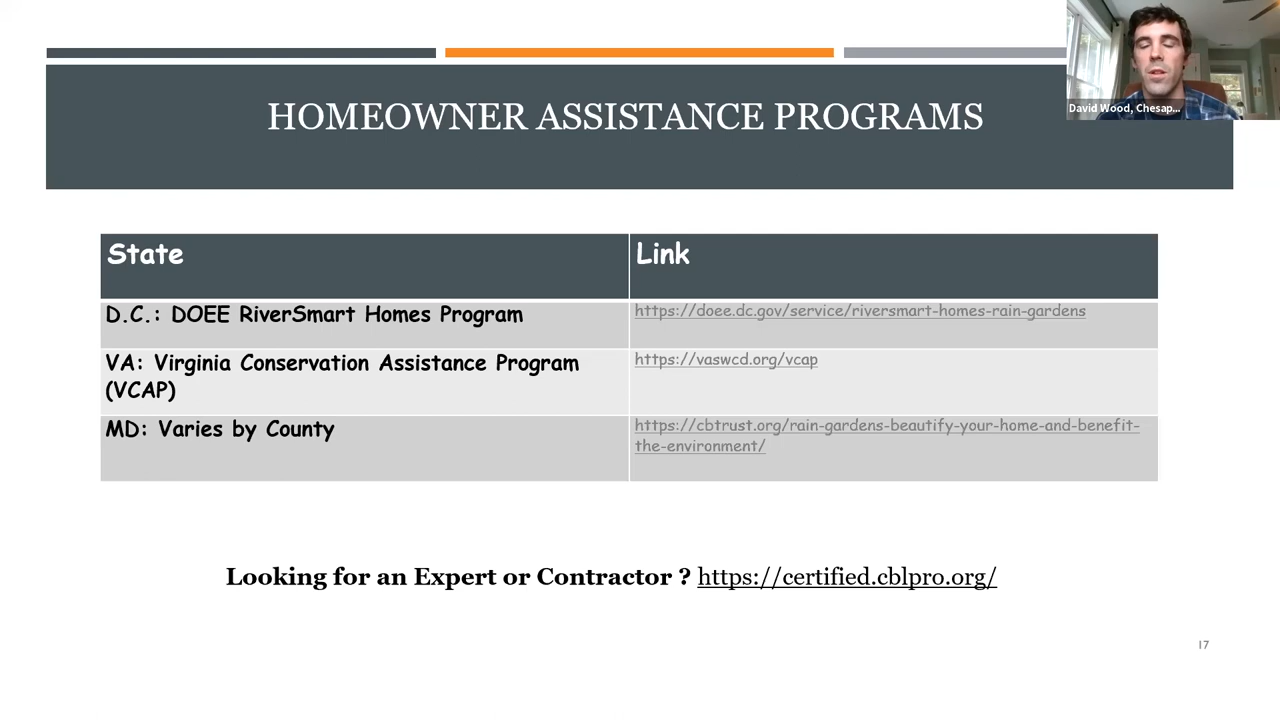 HOMEOWNER ASSISTANCE PROGRAMS
David Wood, Chesap...
State
Link
D.C.: DOEE RiverSmart Homes Program
https://doee.dc.gov/service/riversmart-homes-rain-gardens
VA: Virginia Conservation Assistance Program
(VCAP)
https://vaswcd.org/vcap
MD: Varies by County
https://cbtrust.org/rain-gardens-beautify-your-home-and-benefit-
the-environment/
Looking for an Expert or Contractor ? https://certified.cblpro.org/
17